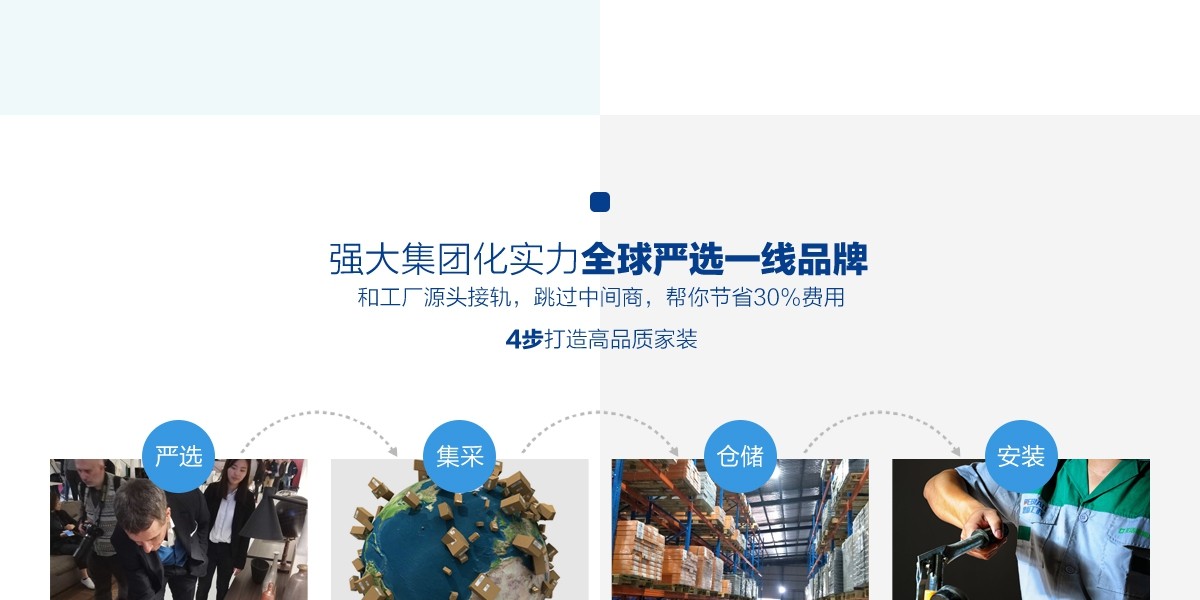 强大集团化实力全球严选一线品牌
和工厂源头接轨，跳过中间商，帮你节省30%费用
4步打造高品质家装
严选
集采
仓储
安装